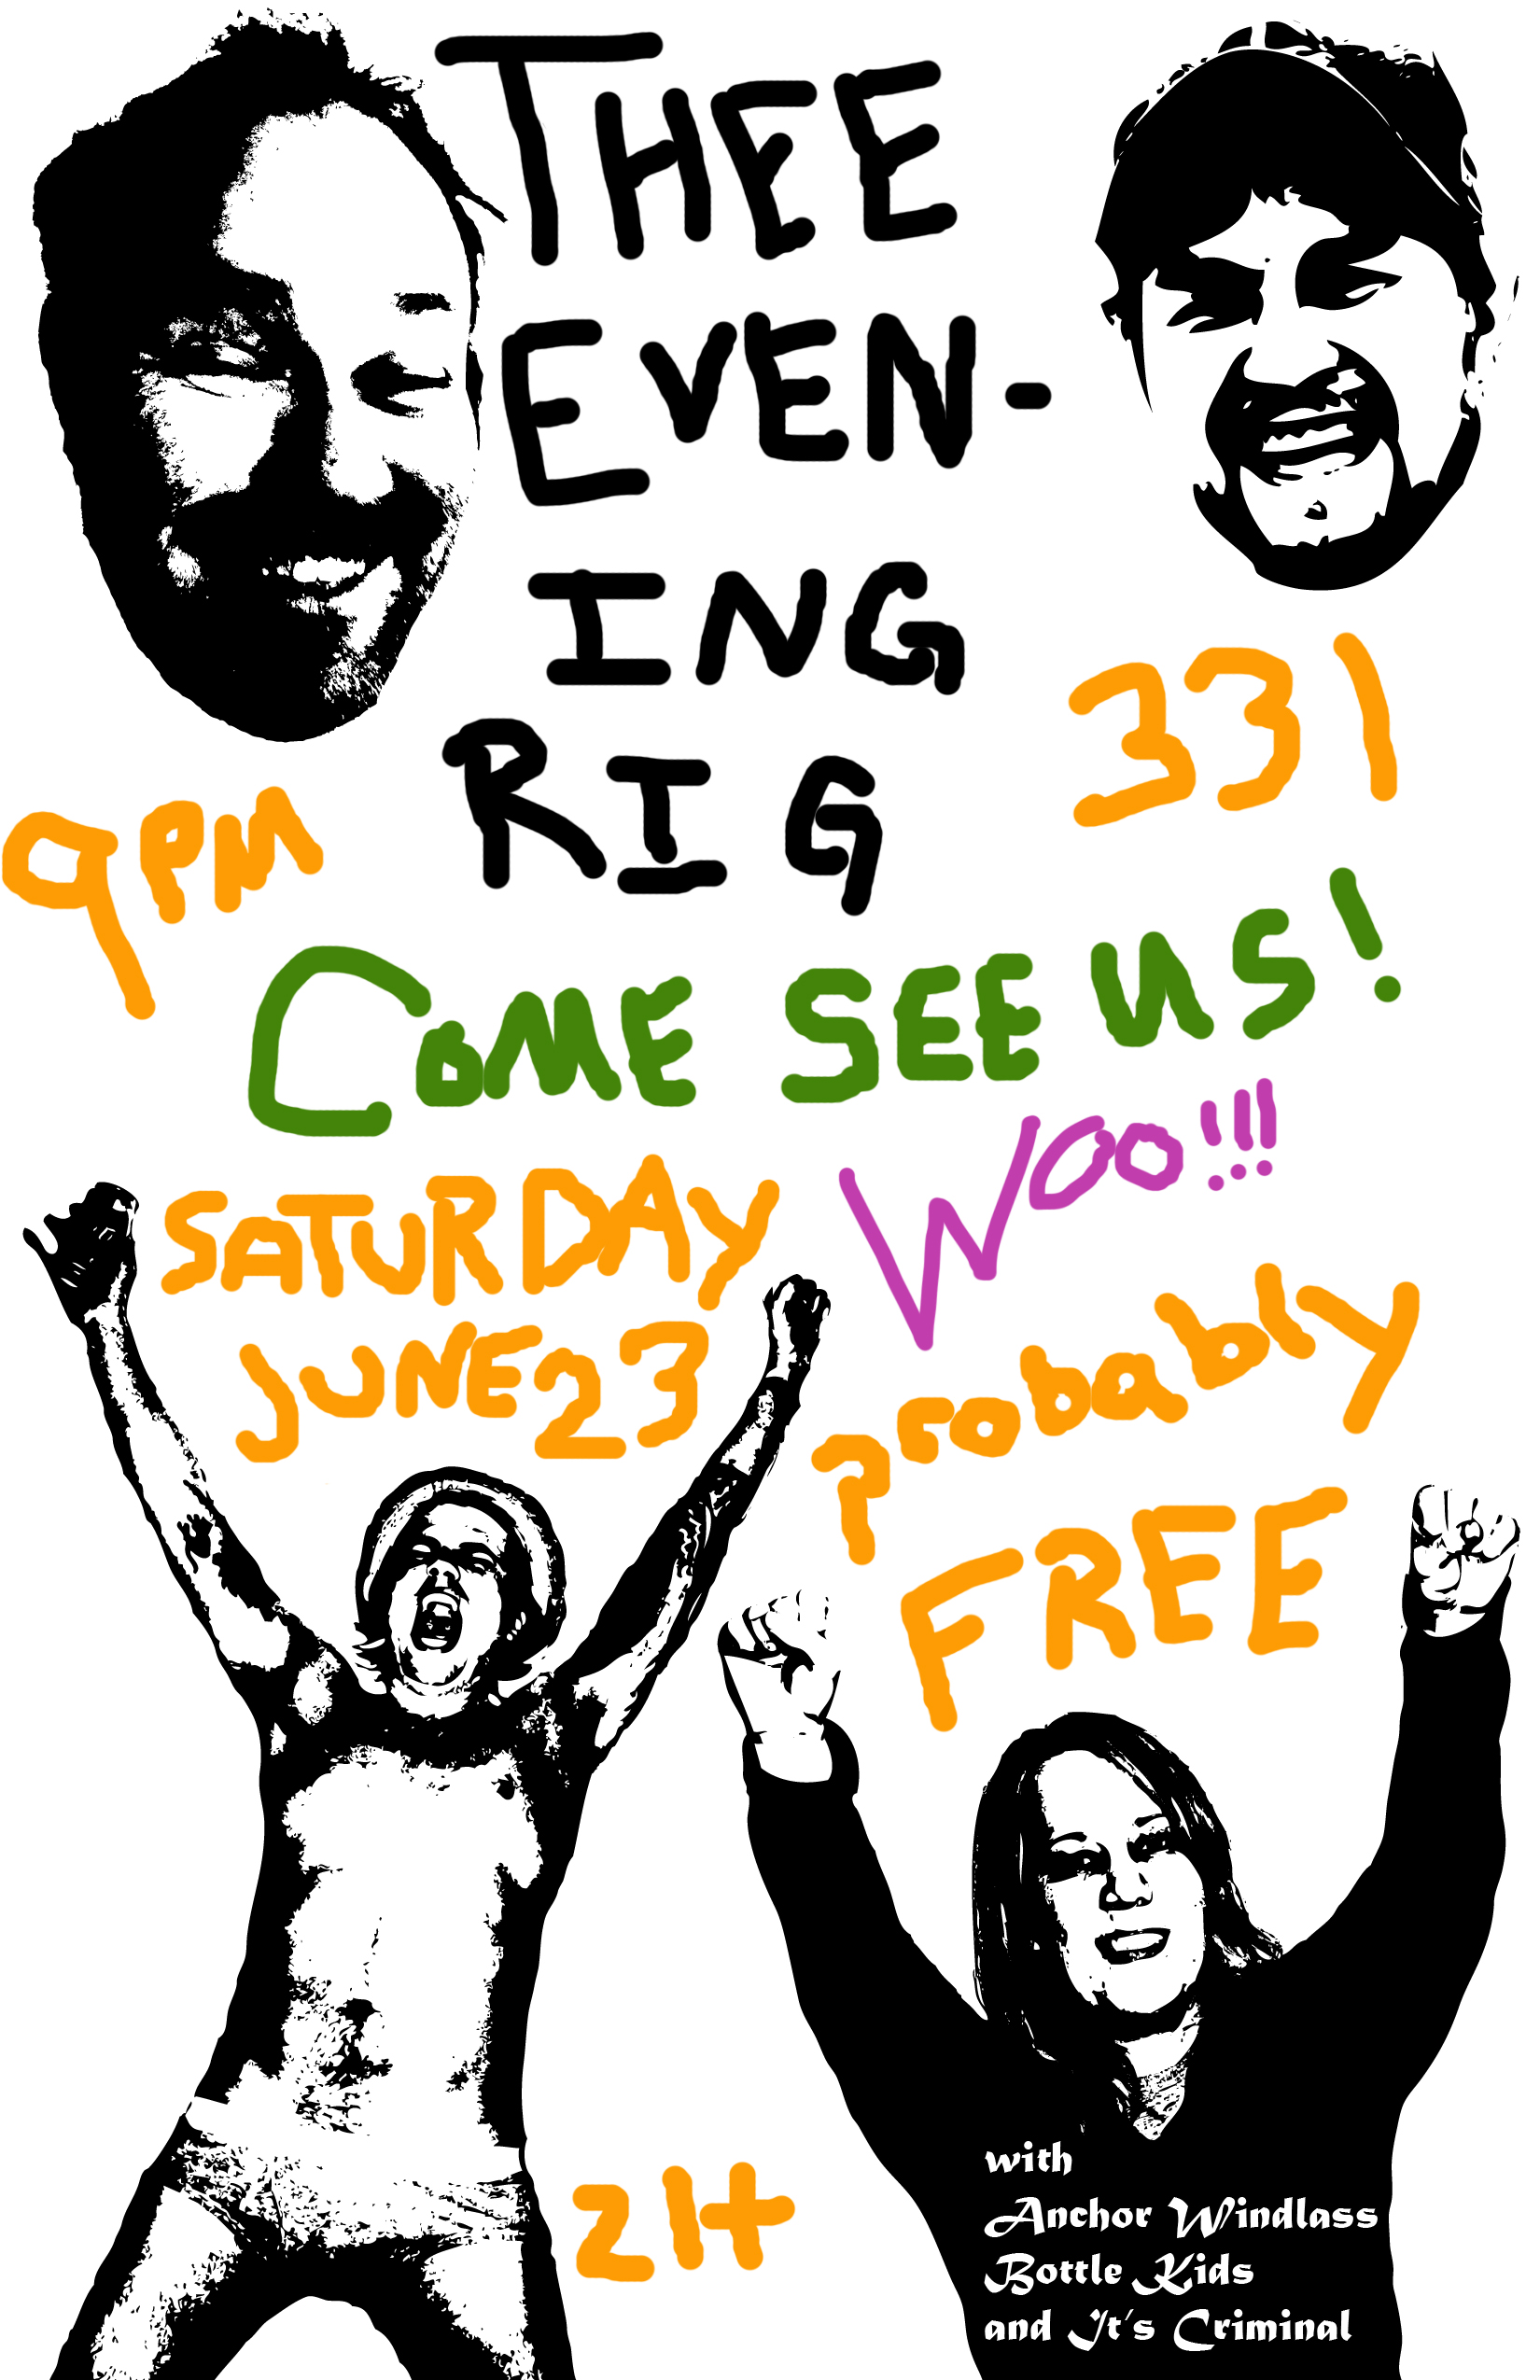 THEE
EVEN-
ING
RIG
331
9PM
COME SEE US!
WOO!!!
SATURDAY
JUNE 23
Probably
FREE
21+
with
Anchor Windlass
Bottle Kids
and It's Criminal